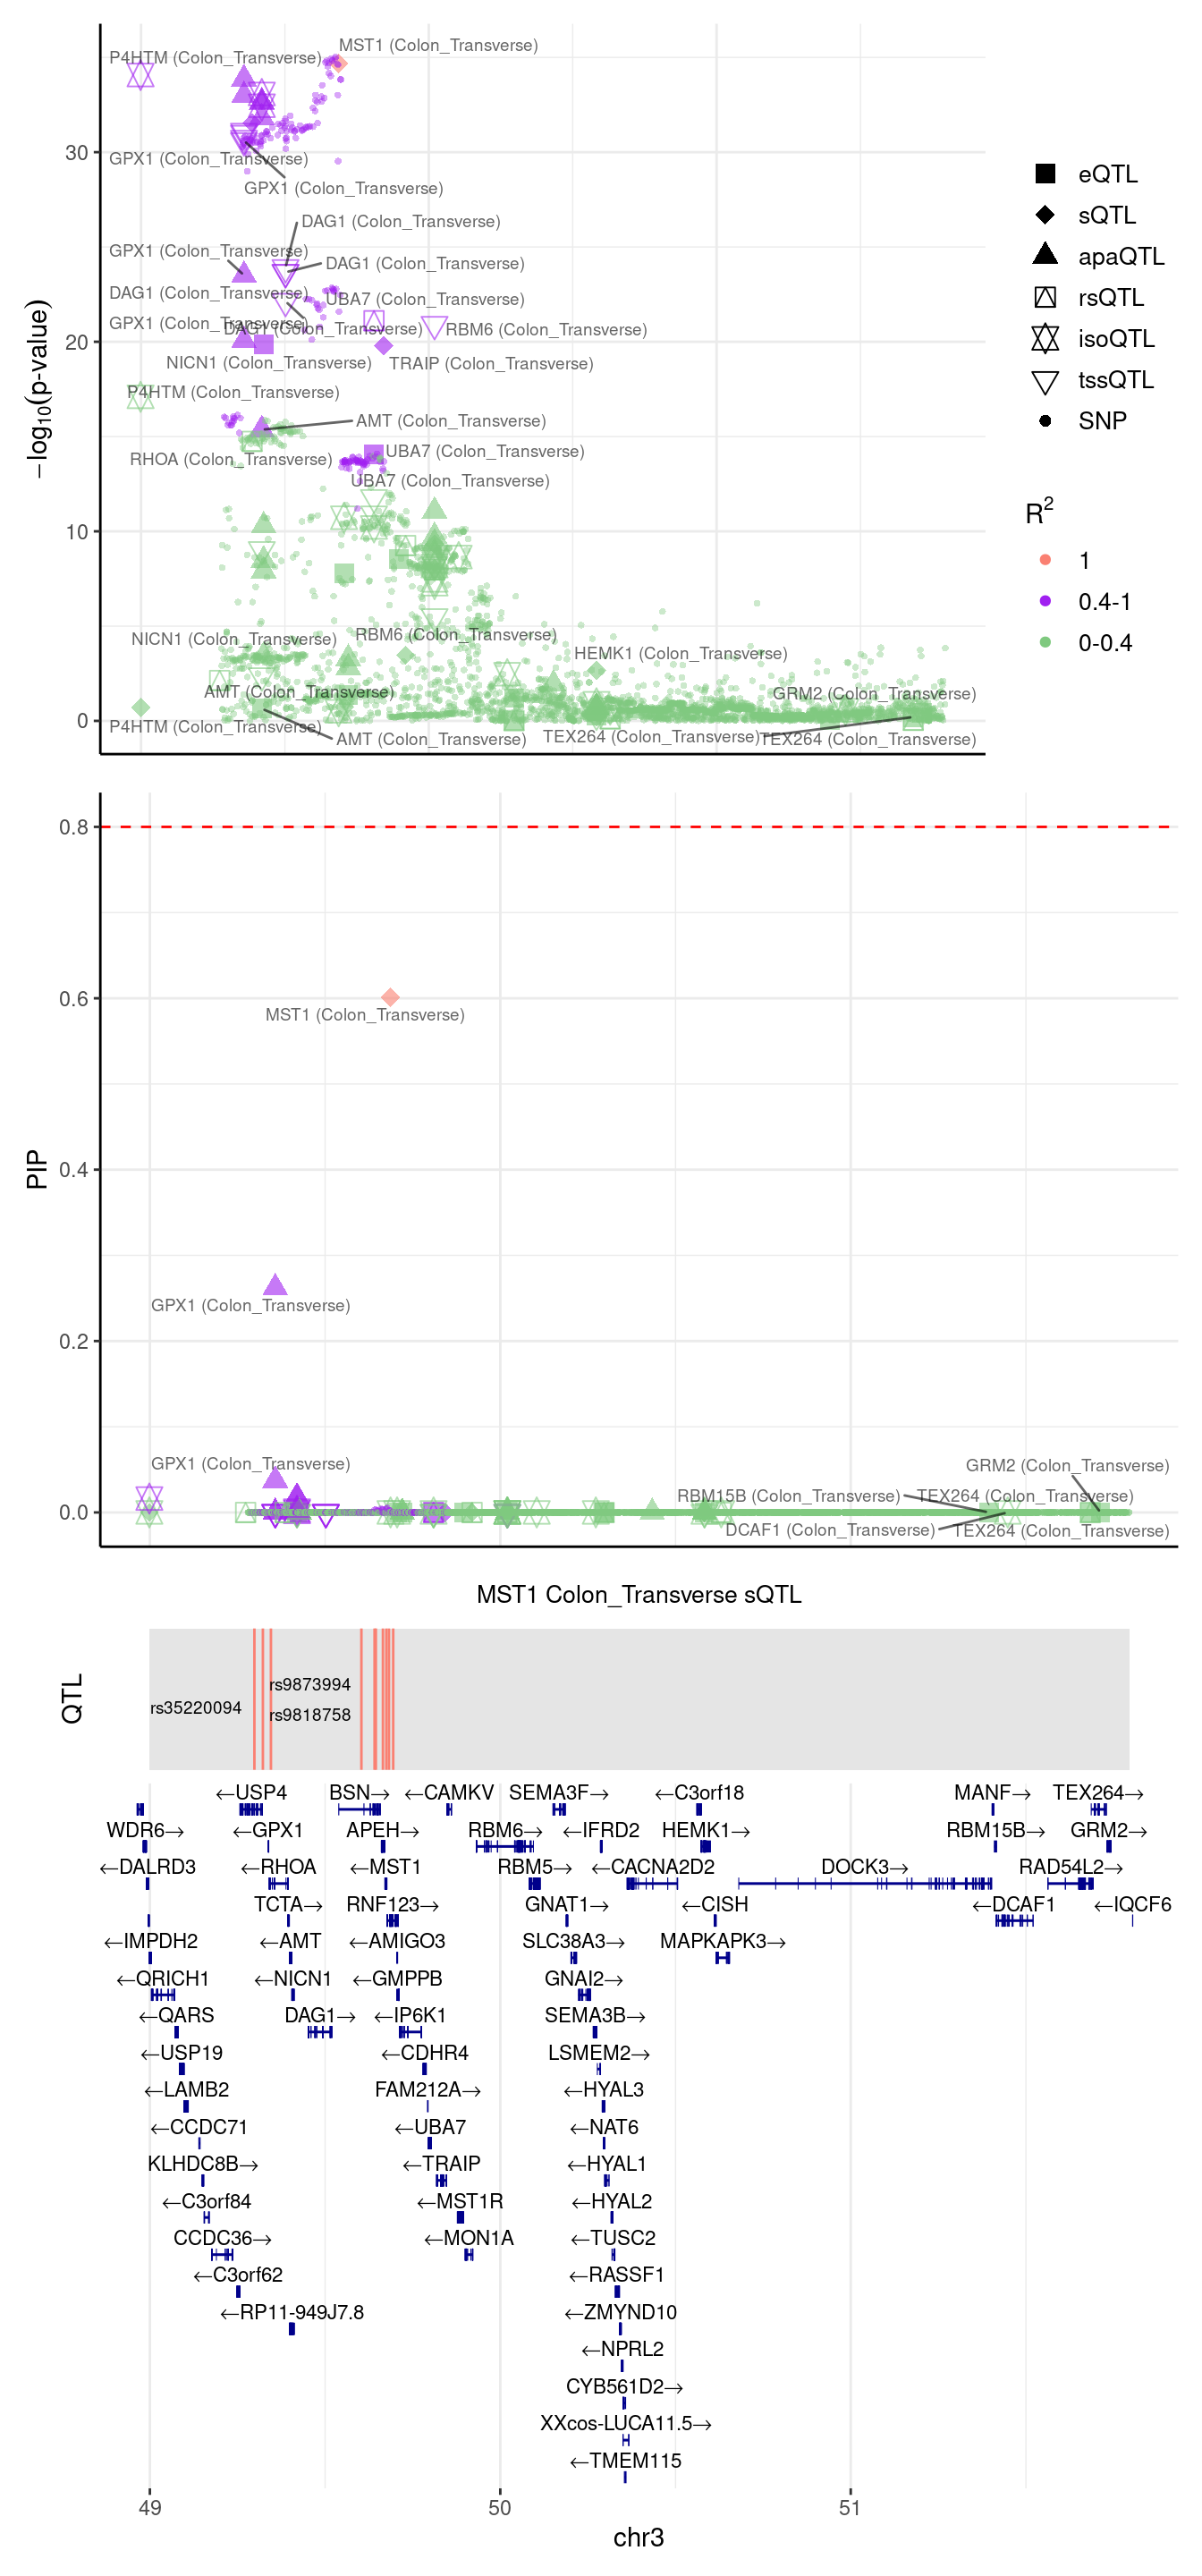 MST1 (Colon_Transverse)
P4HTM (Colon_Transverse)
GPX1 (Colon_Transverse)
GPX1 (Colon_Transverse)
DAG1 (Colon_Transverse)
GPX1 (Colon_Transverse)
DAG1 (Colon_Transverse)
DAG1 (Colon_Transverse)
UBA7 (Colon_Transverse)
GPX1 (Colon_Transverse)
DAG1 (Colon_Transverse)
RBM6 (Colon_Transverse)
NICN1 (Colon_Transverse)
TRAIP (Colon_Transverse)
P4HTM (Colon_Transverse)
AMT (Colon_Transverse)
RHOA (Colon_Transverse)
UBA7 (Colon_Transverse)
UBA7 (Colon_Transverse)
NICN1 (Colon_Transverse)
RBM6 (Colon_Transverse)
HEMK1 (Colon_Transverse)
AMT (Colon_Transverse)
GRM2 (Colon_Transverse)
P4HTM (Colon_Transverse)
AMT (Colon_Transverse)
TEX264 (Colon_Transverse)
TEX264 (Colon_Transverse)
30
20
10
0
−log10(p-value)
eQTL
sQTL
apaQTL
rsQTL
isoQTL
tssQTL
SNP
R2
1
0.4-1
0-0.4
0.8
0.6
0.4
0.2
0.0
PIP
MST1 (Colon_Transverse)
GPX1 (Colon_Transverse)
GPX1 (Colon_Transverse)
GRM2 (Colon_Transverse)
RBM15B (Colon_Transverse)
TEX264 (Colon_Transverse)
DCAF1 (Colon_Transverse)
TEX264 (Colon_Transverse)
MST1 Colon_Transverse sQTL
QTL
rs9873994
rs35220094
rs9818758
←USP4 BSN→ ←CAMKV SEMA3F→ ←C3orf18 MANF→ TEX264→
WDR6→ ←GPX1 APEH→ RBM6→ ←IFRD2 HEMK1→ RBM15B→ GRM2→
←DALRD3 ←RHOA ←MST1 RBM5→ ←CACNA2D2 DOCK3→ RAD54L2→
TCTA→ RNF123→ GNAT1→ ←CISH ←DCAF1 ←IQCF6
←IMPDH2 ←AMT ←AMIGO3 SLC38A3→ MAPKAPK3→
←QRICH1 ←NICN1 ←GMPPB GNAI2→
←QARS DAG1→ ←IP6K1 SEMA3B→
←USP19 ←CDHR4 LSMEM2→
←LAMB2 FAM212A→ ←HYAL3
←CCDC71 ←UBA7 ←NAT6
KLHDC8B→ ←TRAIP ←HYAL1
←C3orf84 ←MST1R ←HYAL2
CCDC36→ ←MON1A ←TUSC2
←C3orf62 ←RASSF1
←RP11-949J7.8 ←ZMYND10
←NPRL2
CYB561D2→
XXcos-LUCA11.5→
←TMEM115
49 50 51
chr3